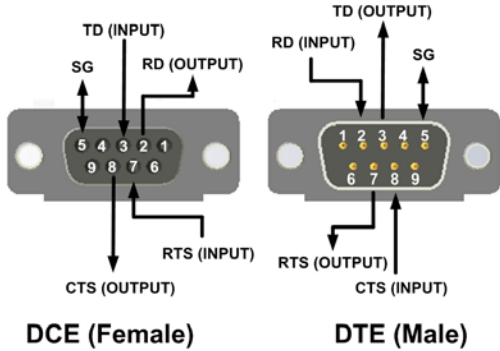 TD (INPUT)
SG
RD (OUTPUT)
5 4 3 2 1
9 8 7 6
RTS (INPUT)
CTS (OUTPUT)
DCE (Female)
TD (OUTPUT)
RD (INPUT)
SG
1 2 3 4 5
6 7 8 9
RTS (OUTPUT)
CTS (INPUT)
DTE (Male)